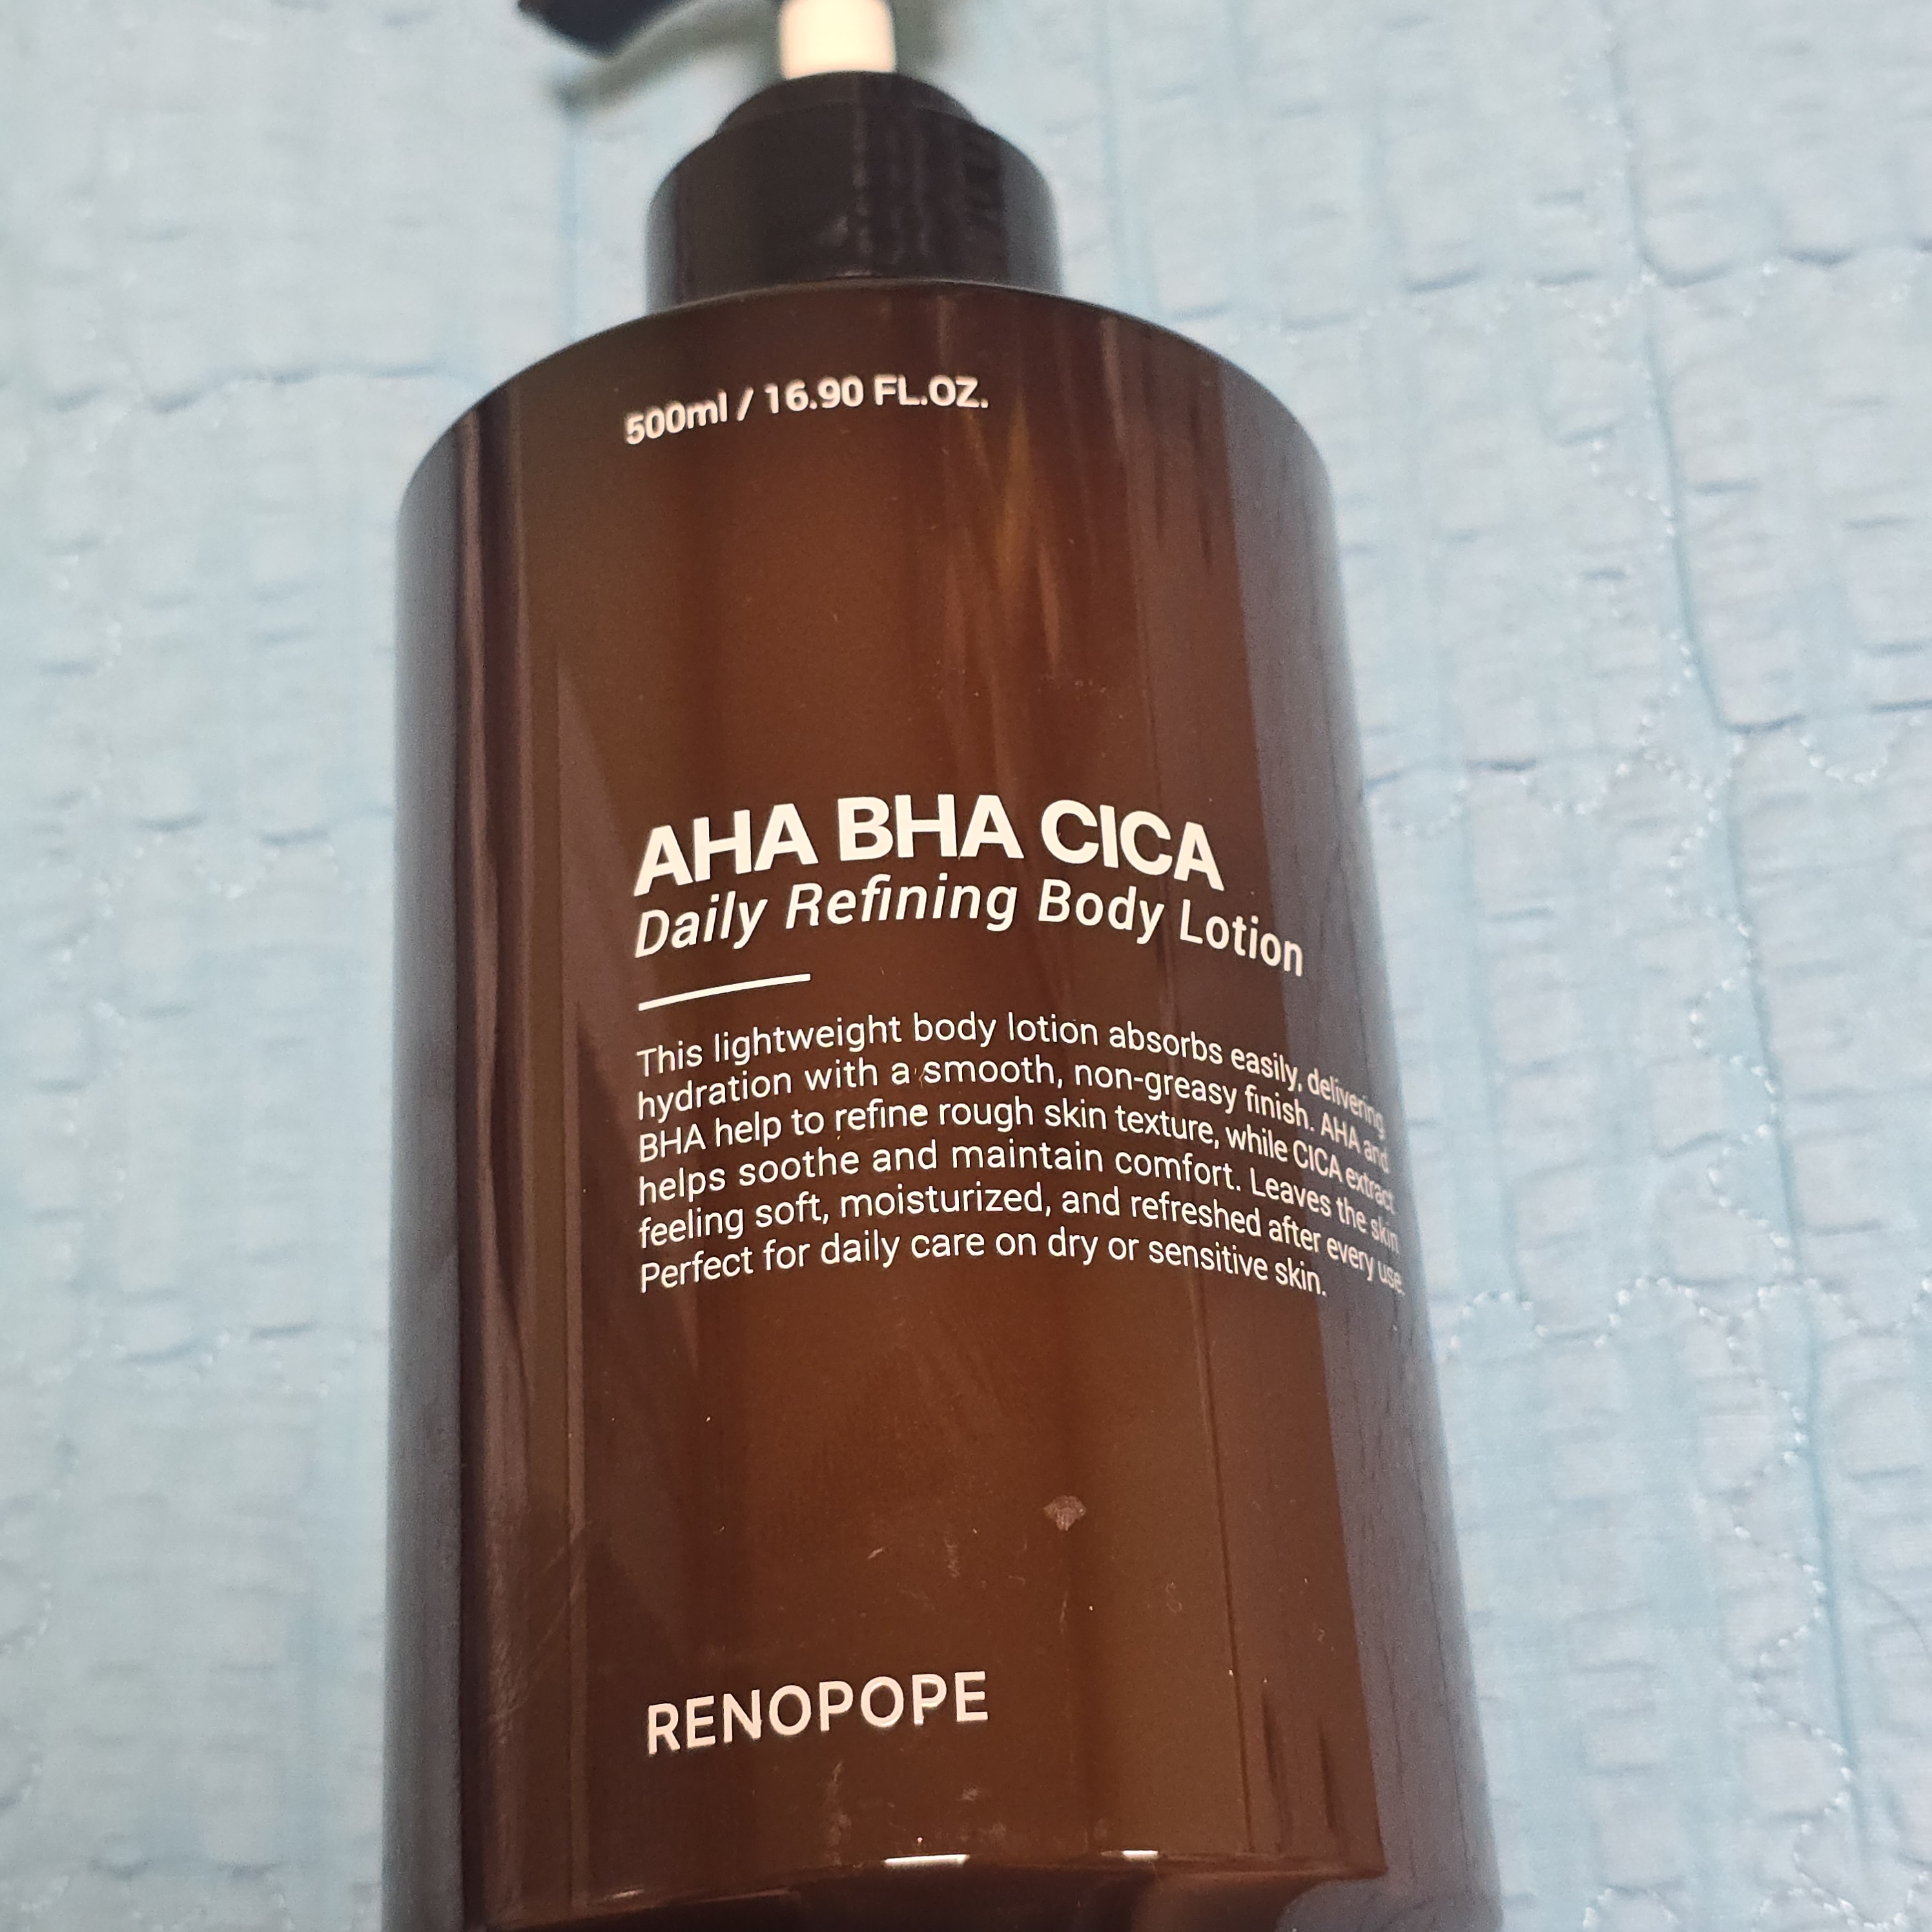 500ml / 16.90 FL.OZ.
AHA BHA CICA
Daily Refining Body Lotion
This lightweight body lotion absorbs easily, delivering
hydration with a smooth, non-greasy finish. AHA and
BHA help to refine rough skin texture, while CICA extract
helps soothe and maintain comfort. Leaves the skin
feeling soft, moisturized, and refreshed after every use.
Perfect for daily care on dry or sensitive skin.
RENOPOPE